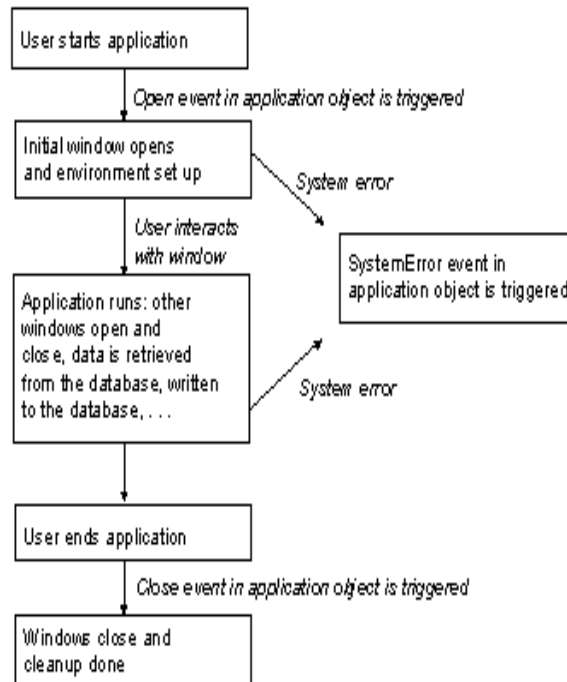 User starts application
Open event in application object is triggered
Initial window opens
and environment set up
System error
User interacts
with window
SystemError event in
application object is triggered
Application runs: other
windows open and
close, data is retrieved
from the database, written
to the database, . . .
System error
User ends application
Close event in application object is triggered
Windows close and
cleanup done